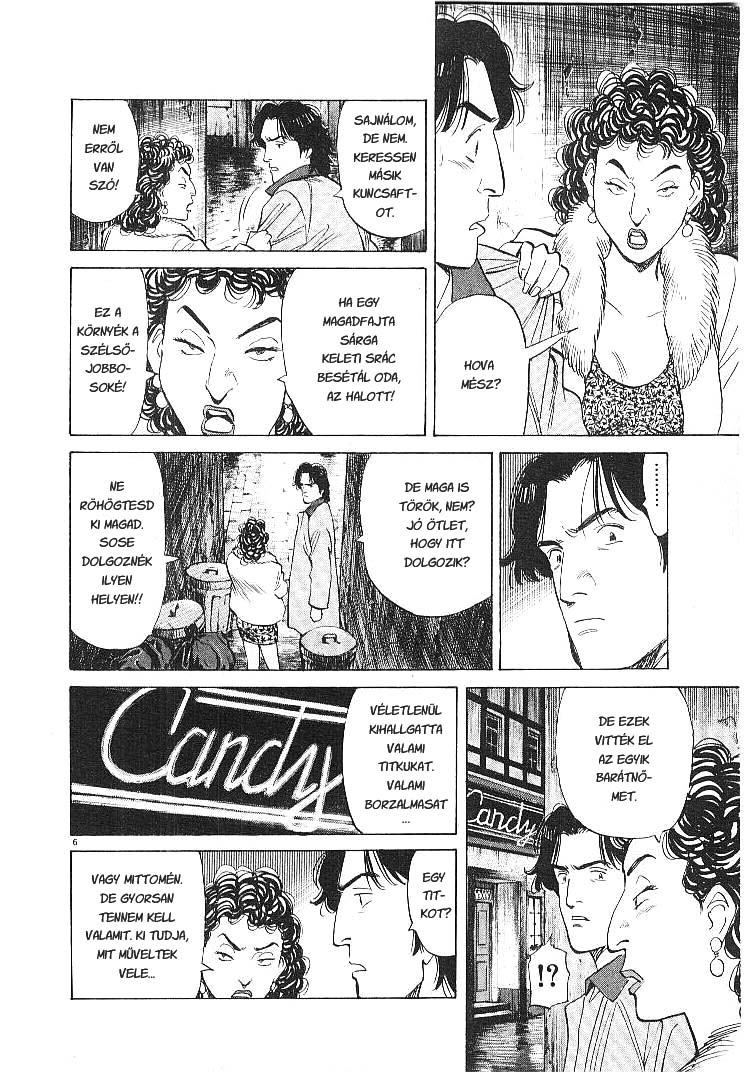 HOVA
MÉSZ?
SAJNÁLOM,
DE NEM.
KERESSEN
MÁSIK
KUNCSAFT-
OT.
NEM
ERRŐL
VAN
SZÓ!
HA EGY
MAGADFAJTA
SÁRGA
KELETI SRÁC
BESÉTÁL ODA,
AZ HALOTT!
EZ A
KÖRNYÉK A
SZÉLSŐ-
JOBBO-
SOKÉ!
.........
DE MAGA IS
TÖRÖK, NEM?
JÓ ÖTLET,
HOGY ITT
DOLGOZIK?
NE
RÖHÖGTESD
KI MAGAD.
SOSE
DOLGOZNÉK
ILYEN
HELYEN!!
DE EZEK
VITTÉK EL
AZ EGYIK
BARÁTNŐ-
MET.
Candy
!?
VÉLETLENÜL
KIHALLGATTA
VALAMI
TITKUKAT.
VALAMI
BORZALMASAT
...
Candy
EGY
TIT-
KOT?
VAGY MITTOMÉN.
DE GYORSAN
TENNEM KELL
VALAMIT. KI TUDJA,
MIT MŰVELTEK
VELE...
6